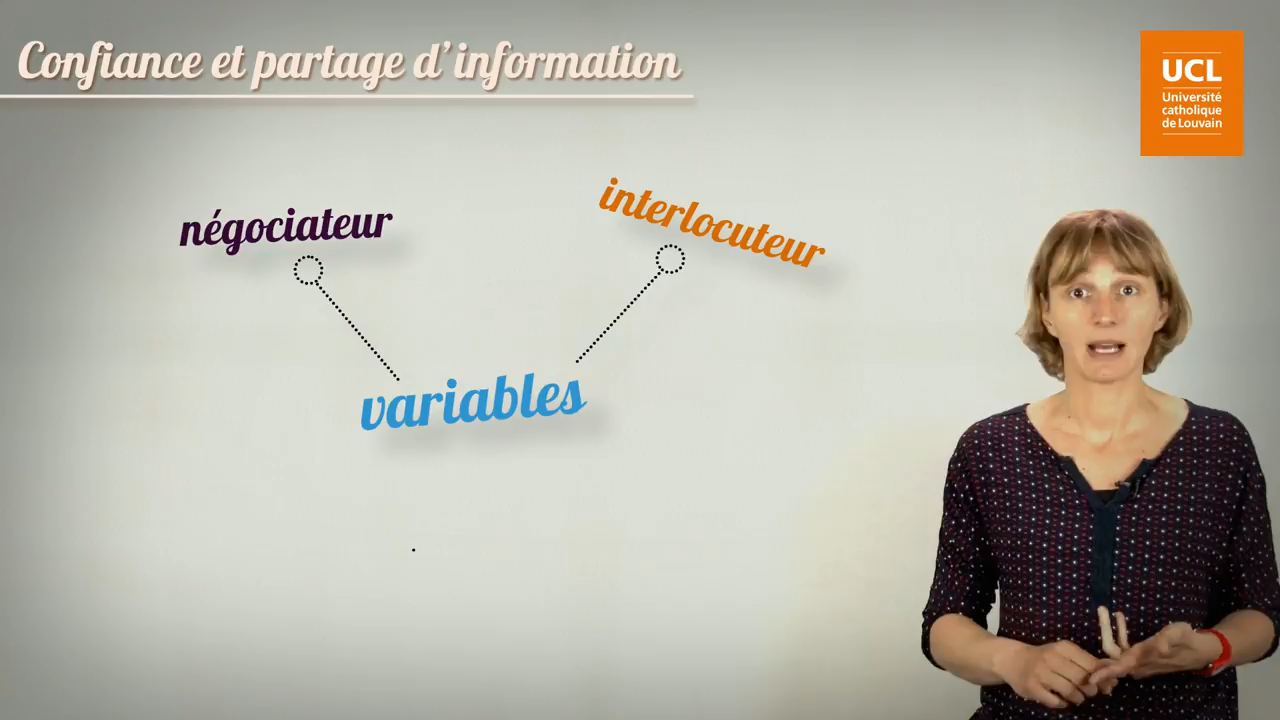 Confiance et partage d'information
UCL
Université
catholique
de Louvain
négociateur
interlocuteur
variables